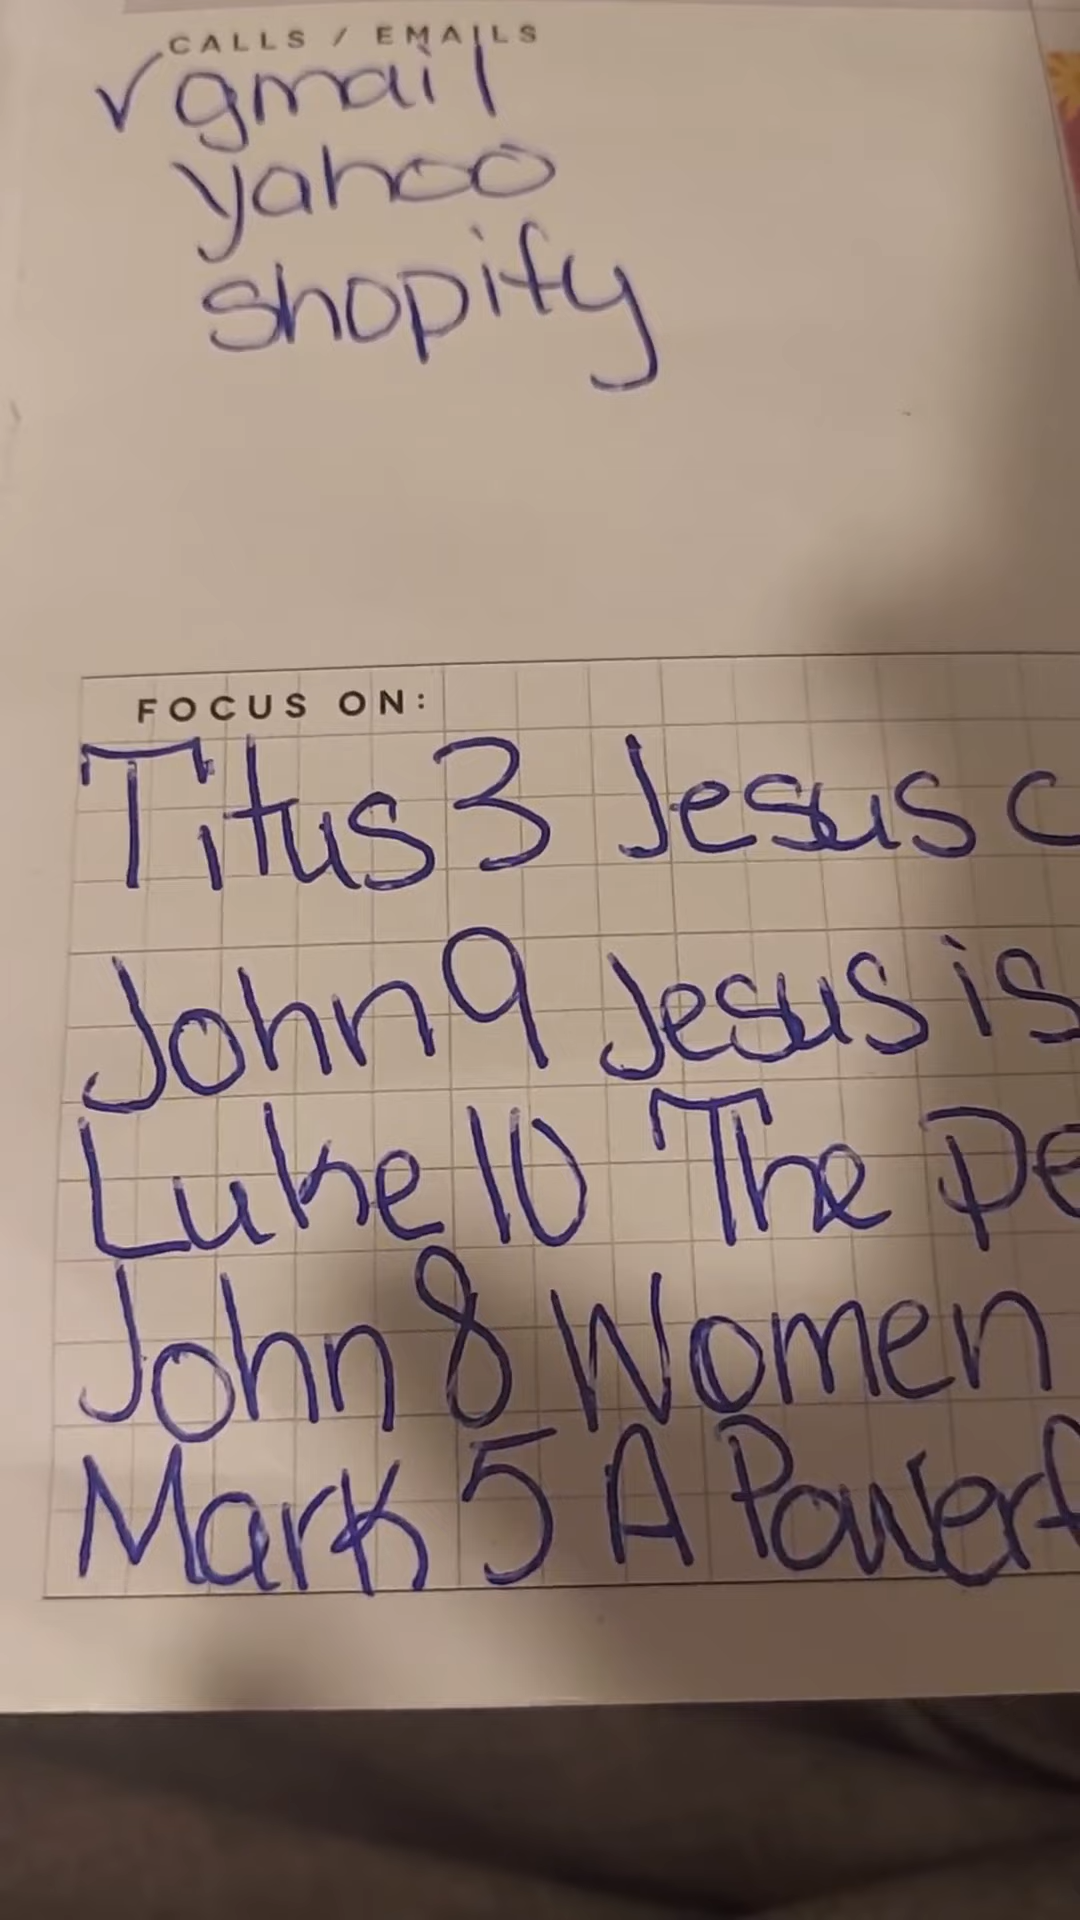 CALLS / EMAILS
✓ gmail
yahoo
shopify
FOCUS ON:
Titus 3 Jesus
John 9 Jesus is
Luke 10 The
John 8 Women
Mark 5 A